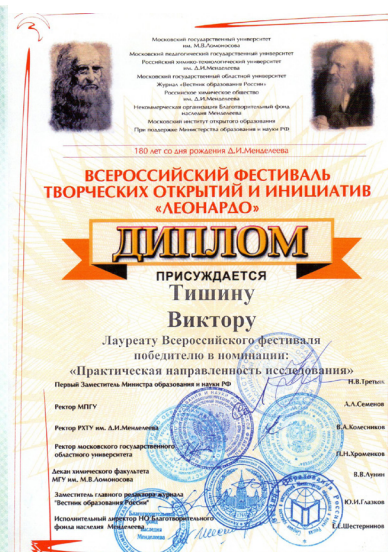 Московский государственный университет
им. М.В.Ломоносова
Московский педагогический государственный университет
Российский химико-технологический университет
им. Д.И.Менделеева
Московский государственный областной университет
Журнал «Вестник образования России»
Российское химическое общество
им. Д.И.Менделеева
Некоммерческая организация Благотворительный фонд
наследия Менделеева
Московский институт открытого образования
При поддержке Министерства образования и науки РФ
180 лет со дня рождения Д.И.Менделеева
ВСЕРОССИЙСКИЙ ФЕСТИВАЛЬ
ТВОРЧЕСКИХ ОТКРЫТИЙ И ИНИЦИАТИВ
«ЛЕОНАРДО»
ДИПЛОМ
ПРИСУЖДАЕТСЯ
Тишину
Виктору
Лауреату Всероссийского фестиваля
победителю в номинации:
«Практическая направленность исследования»
Первый Заместитель Министра образования и науки РФ
Н.В.Третьяк
Ректор МПГУ
А.Л.Семенов
Ректор РХТУ им. Д.И.Менделеева
В.А.Колесников
Ректор московского государственного
областного университета
П.Н.Хроменков
Декан химического факультета
МГУ им. М.В.Ломоносова
В.В.Лунин
Заместитель главного редактора журнала
"Вестник образования России"
Ю.И.Глазков
Исполнительный директор НО Благотворительного
фонда наследия Менделеева
Г.Е.Шестерников